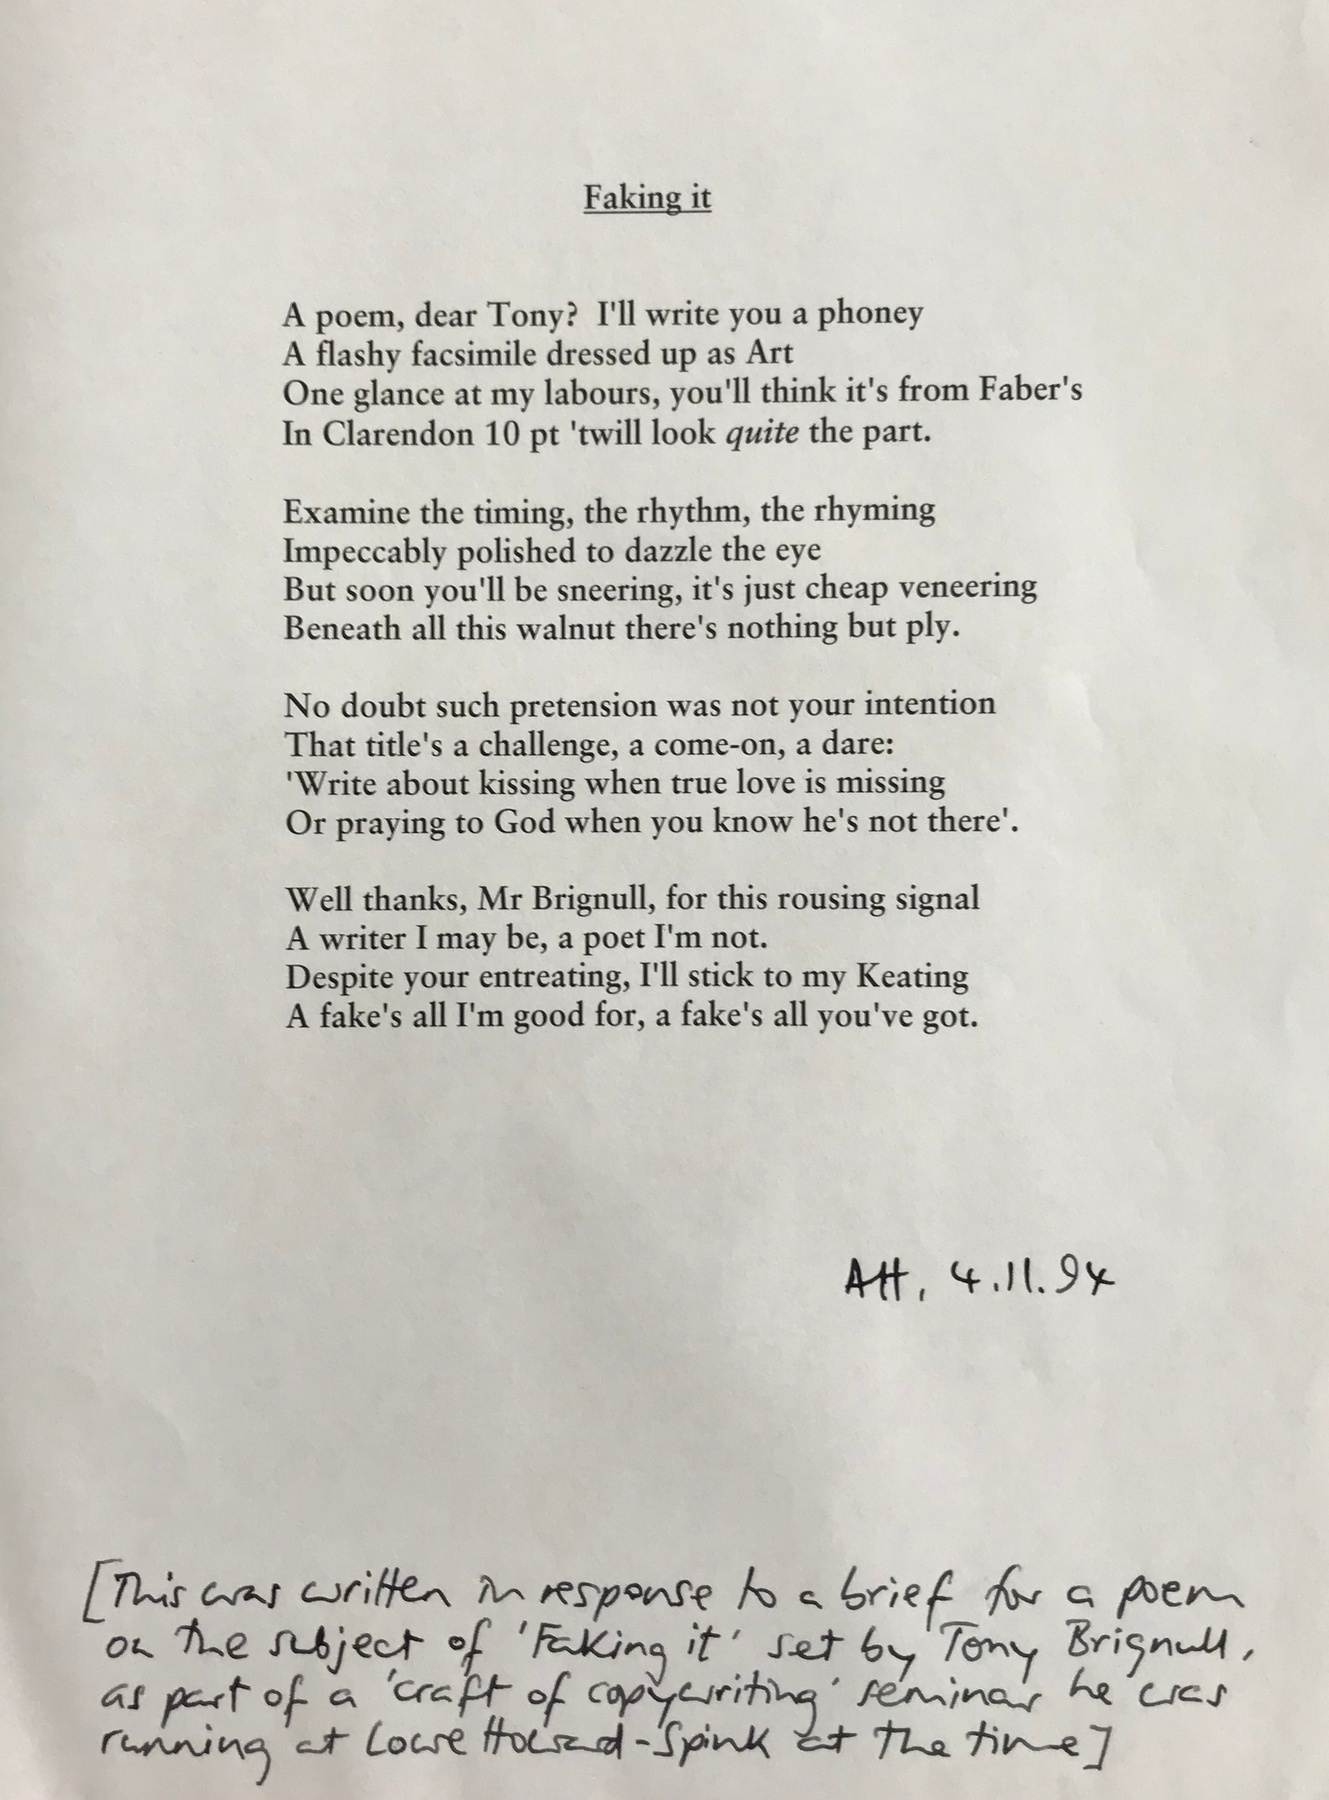 Faking it
A poem, dear Tony?  I'll write you a phoney
A flashy facsimile dressed up as Art
One glance at my labours, you'll think it's from Faber's
In Clarendon 10 pt 'twill look quite the part.
Examine the timing, the rhythm, the rhyming
Impeccably polished to dazzle the eye
But soon you'll be sneering, it's just cheap veneering
Beneath all this walnut there's nothing but ply.
No doubt such pretension was not your intention
That title's a challenge, a come-on, a dare:
'Write about kissing when true love is missing
Or praying to God when you know he's not there'.
Well thanks, Mr Brignull, for this rousing signal
A writer I may be, a poet I'm not.
Despite your entreating, I'll stick to my Keating
A fake's all I'm good for, a fake's all you've got.
AH, 4.11.94
[This was written in response to a brief for a poem
on the subject of 'Faking it' set by Tony Brignull,
as part of a 'craft of copywriting' seminar he was
running at Lowe Howard-Spink at the time]